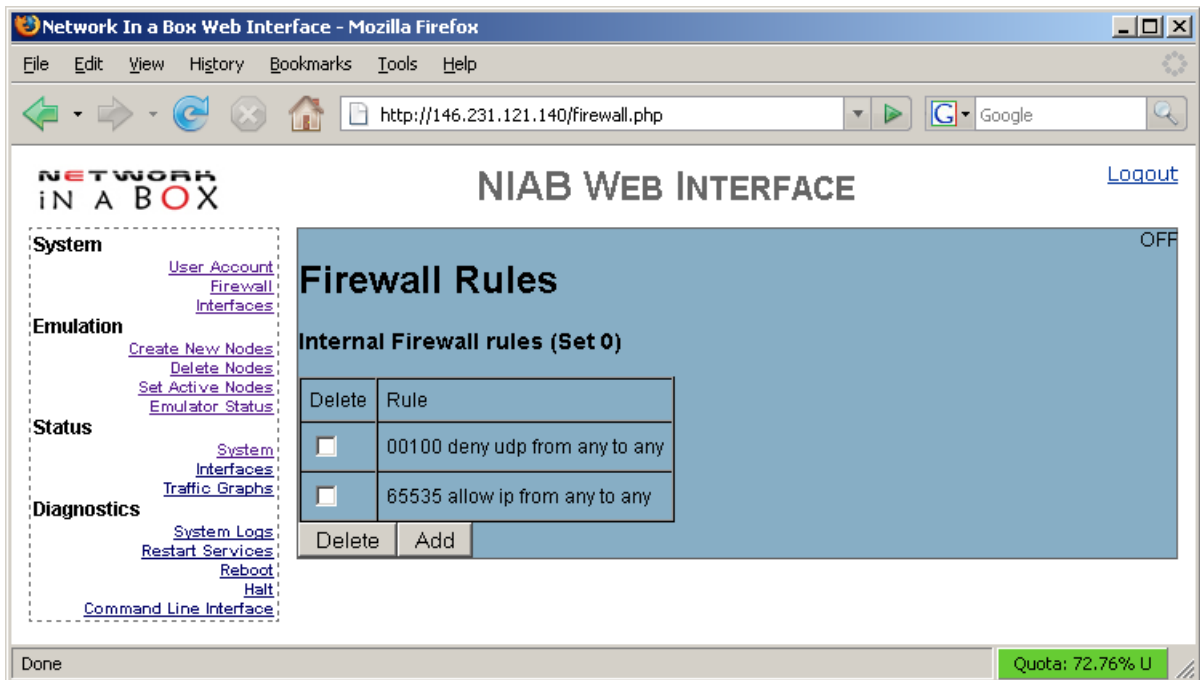 Network In a Box Web Interface - Mozilla Firefox
File Edit View History Bookmarks Tools Help
http://146.231.121.140/firewall.php
G Google
NETWORK
iN A BOX
NIAB WEB INTERFACE
Logout
System
User Account
Firewall
Interfaces
Emulation
Create New Nodes
Delete Nodes
Set Active Nodes
Emulator Status
Status
System
Interfaces
Traffic Graphs
Diagnostics
System Logs
Restart Services
Reboot
Halt
Command Line Interface
OFF
Firewall Rules
Internal Firewall rules (Set 0)
Delete Rule
00100 deny udp from any to any
65535 allow ip from any to any
Delete Add
Done
Quota: 72.76% U